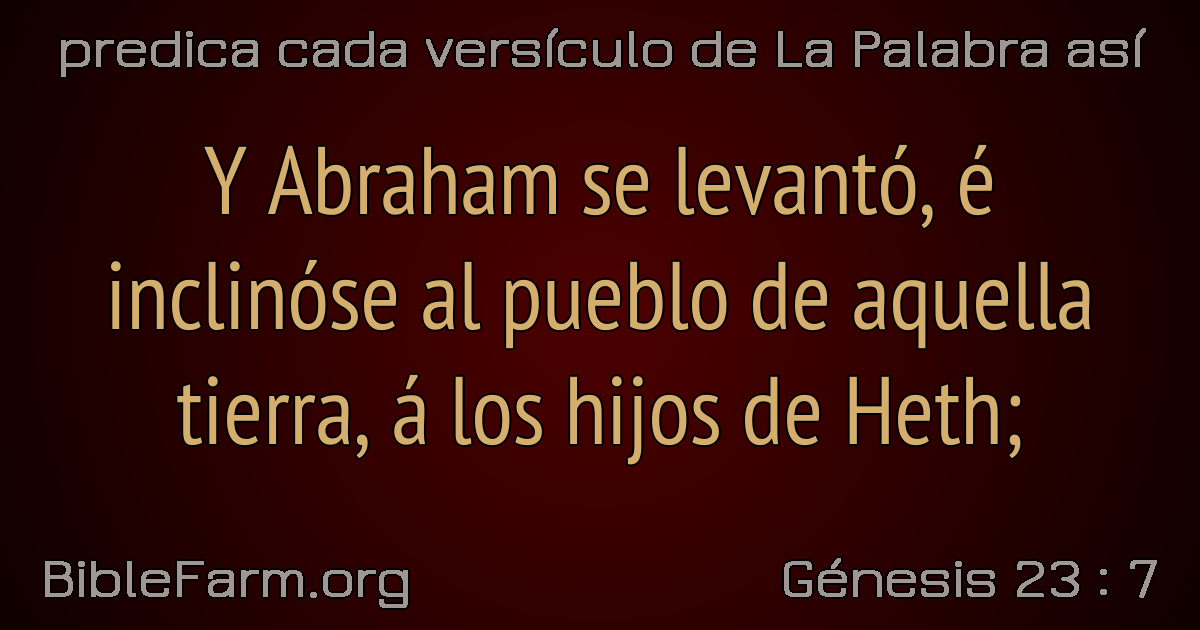 predica cada versículo de La Palabra así
Y Abraham se levantó, é
inclinóse al pueblo de aquella
tierra, á los hijos de Heth;
BibleFarm.org
Génesis 23 : 7